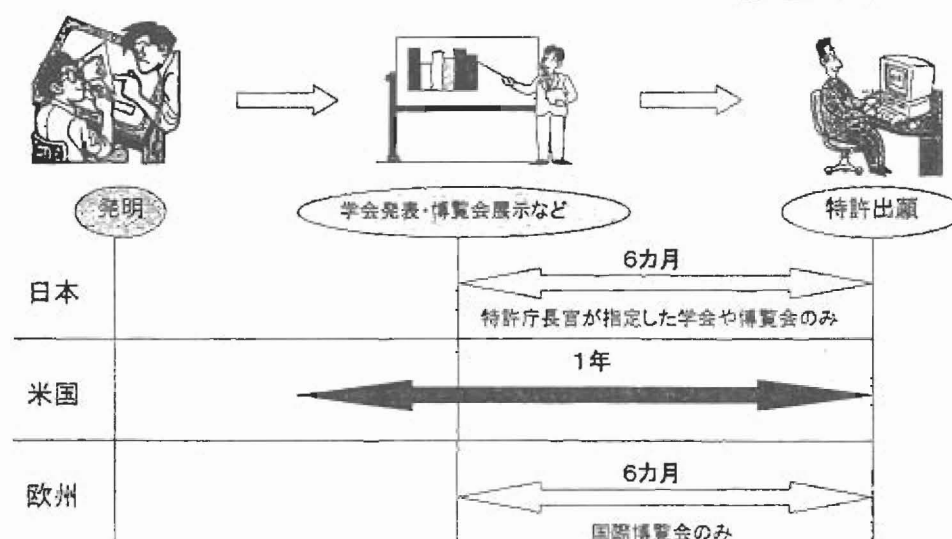 発明
学会発表・博覧会展示など
特許出願
日本
6カ月
特許庁長官が指定した学会や博覧会のみ
米国
1年
欧州
6カ月
国際博覧会のみ